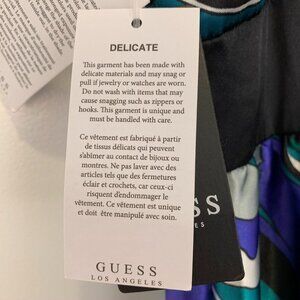 DELICATE
This garment has been made with
delicate materials and may snag or
pull if jewelry or watches are worn.
Do not wash with items that may
cause snagging such as zippers or
hooks. This garment is unique and
must be handled with care.
Ce vêtement est fabriqué à partir
de tissus délicats qui peuvent
s'abîmer au contact de bijoux ou
montres. Ne pas laver avec des
articles tels que des fermetures
éclair et crochets, car ceux-ci
risquent d'endommager le
vêtement. Ce vêtement est unique
et doit être manipulé avec soin.
GUESS
LOS ANGELES
ESS
GELES